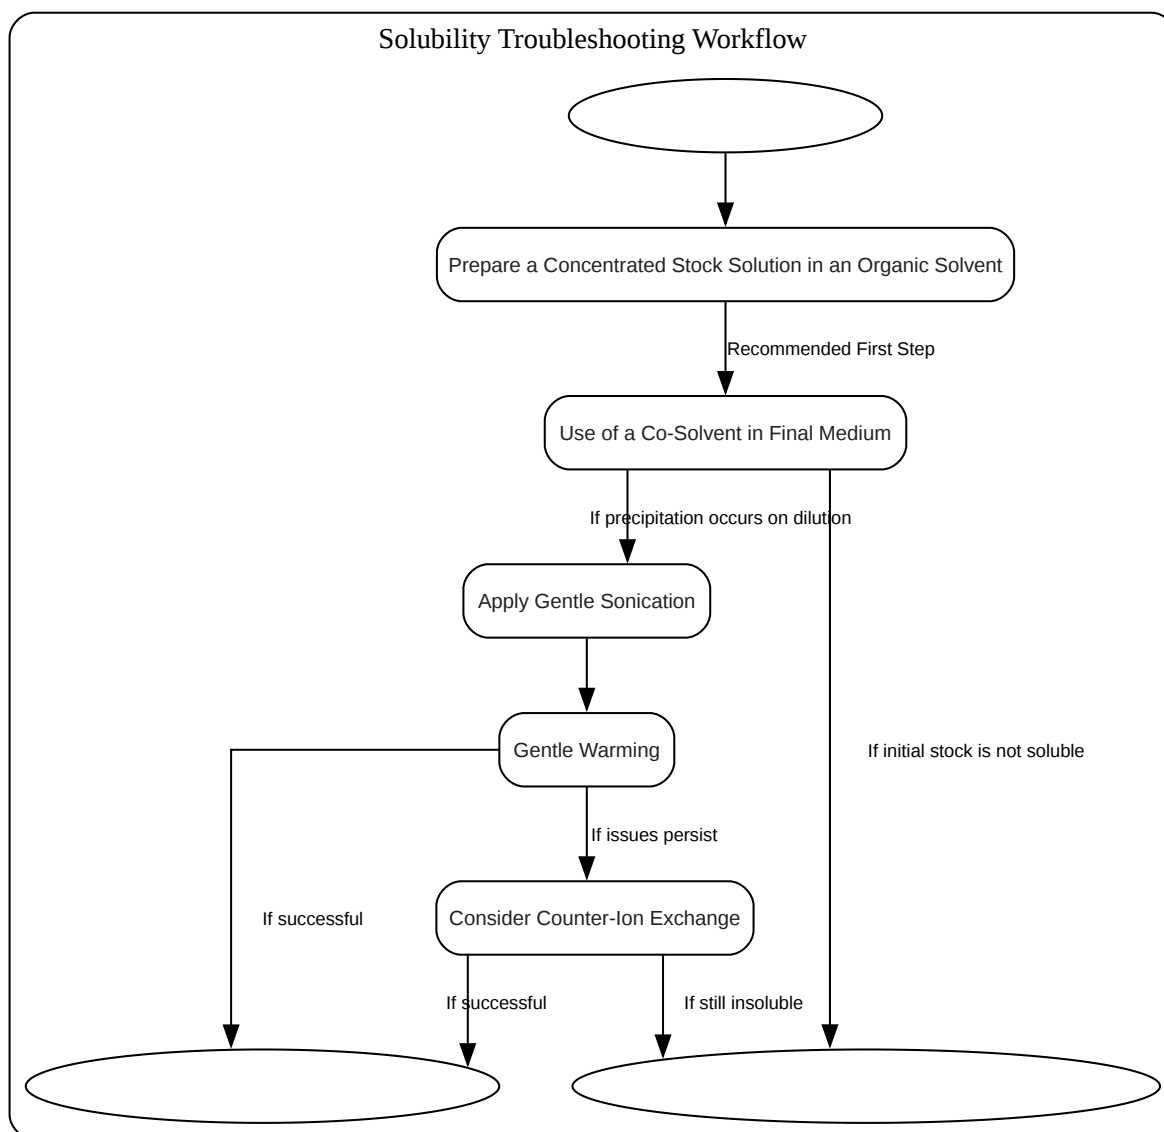 Solubility Troubleshooting Workflow
Prepare a Concentrated Stock Solution in an Organic Solvent
Recommended First Step
Use of a Co-Solvent in Final Medium
If precipitation occurs on dilution
Apply Gentle Sonication
Gentle Warming
If initial stock is not soluble
If issues persist
If successful
Consider Counter-Ion Exchange
If successful
If still insoluble